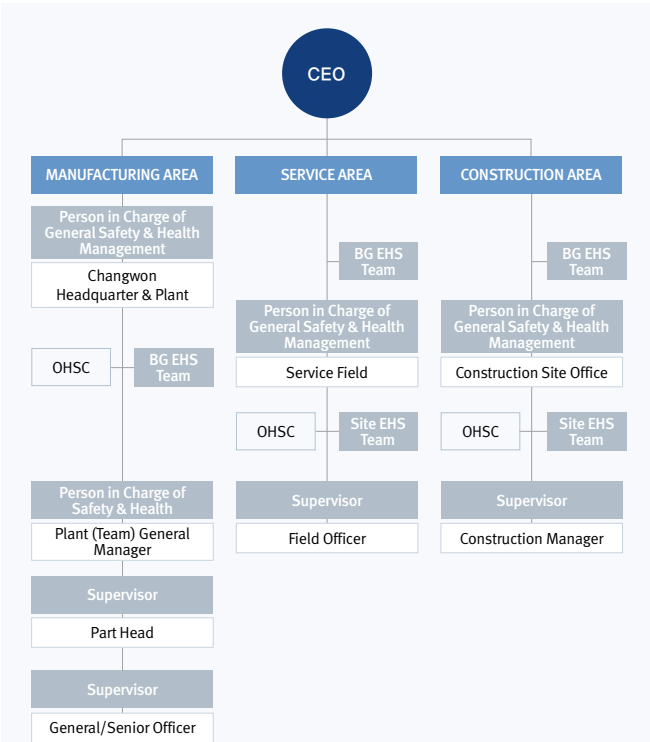 CEO
MANUFACTURING AREA
Person in Charge of
General Safety & Health
Management
Changwon
Headquarter & Plant
OHSC
BG EHS
Team
Person in Charge of
Safety & Health
Plant (Team) General
Manager
Supervisor
Part Head
Supervisor
General/Senior Officer
SERVICE AREA
BG EHS
Team
Person in Charge of
General Safety & Health
Management
Service Field
OHSC
Site EHS
Team
Supervisor
Field Officer
CONSTRUCTION AREA
BG EHS
Team
Person in Charge of
General Safety & Health
Management
Construction Site Office
OHSC
Site EHS
Team
Supervisor
Construction Manager